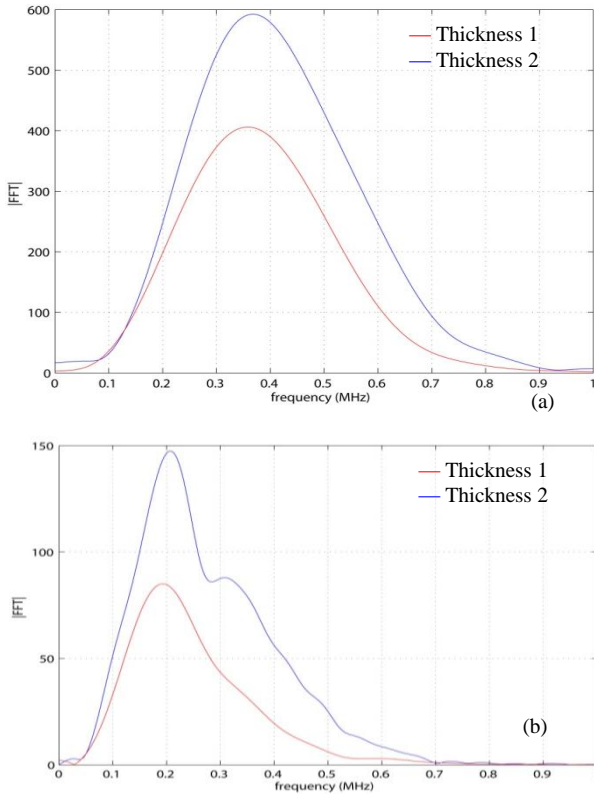 600
Thickness 1
Thickness 2
500
400
|FFT|
300
200
100
0
0 0.1 0.2 0.3 0.4 0.5 0.6 0.7 0.8 0.9 1
frequency (MHz)
(a)
150
Thickness 1
Thickness 2
100
|FFT|
50
(b)
0
0 0.1 0.2 0.3 0.4 0.5 0.6 0.7 0.8 0.9
frequency (MHz)